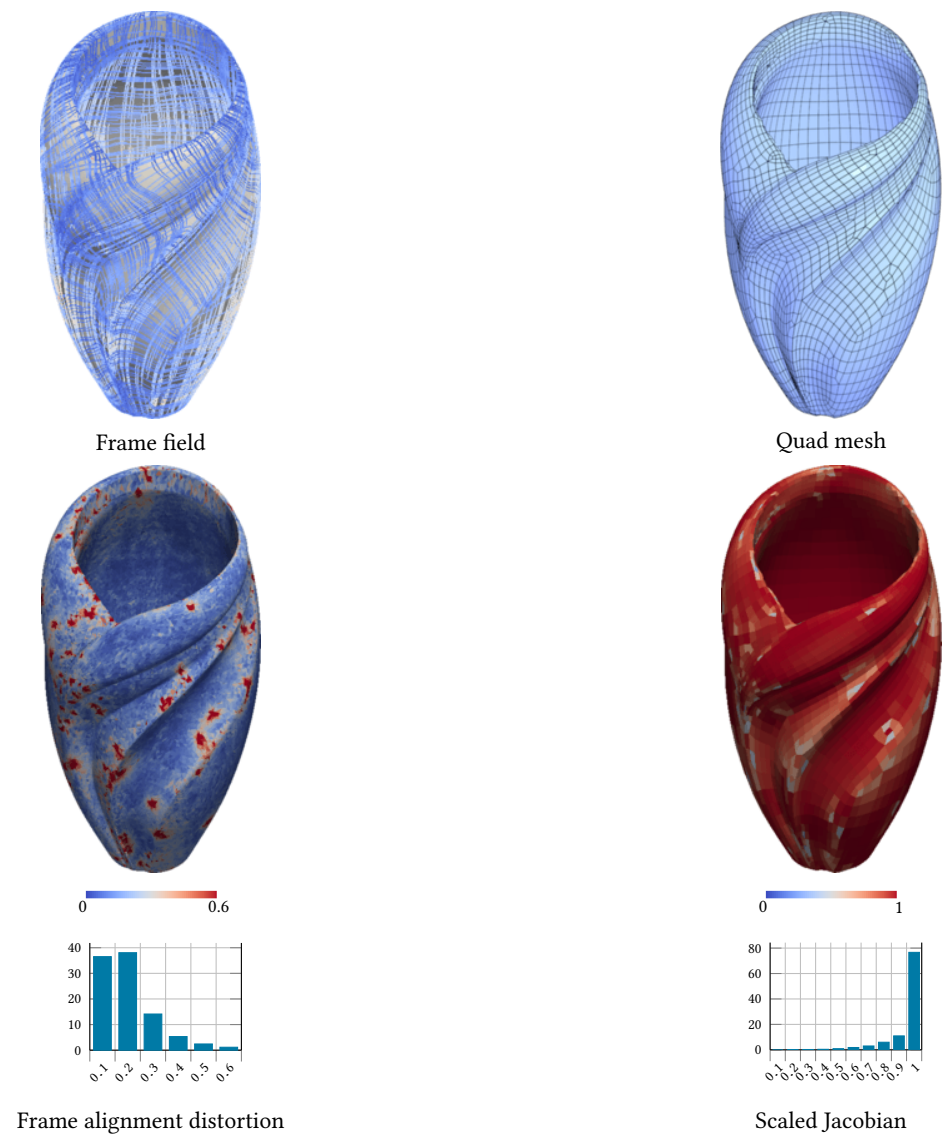 Frame field
Quad mesh
0 0.6
0 1
40
30
20
10
0
0.1 0.2 0.3 0.4 0.5 0.6
80
60
40
20
0
0.1 0.2 0.3 0.4 0.5 0.6 0.7 0.8 0.9 1
Frame alignment distortion
Scaled Jacobian